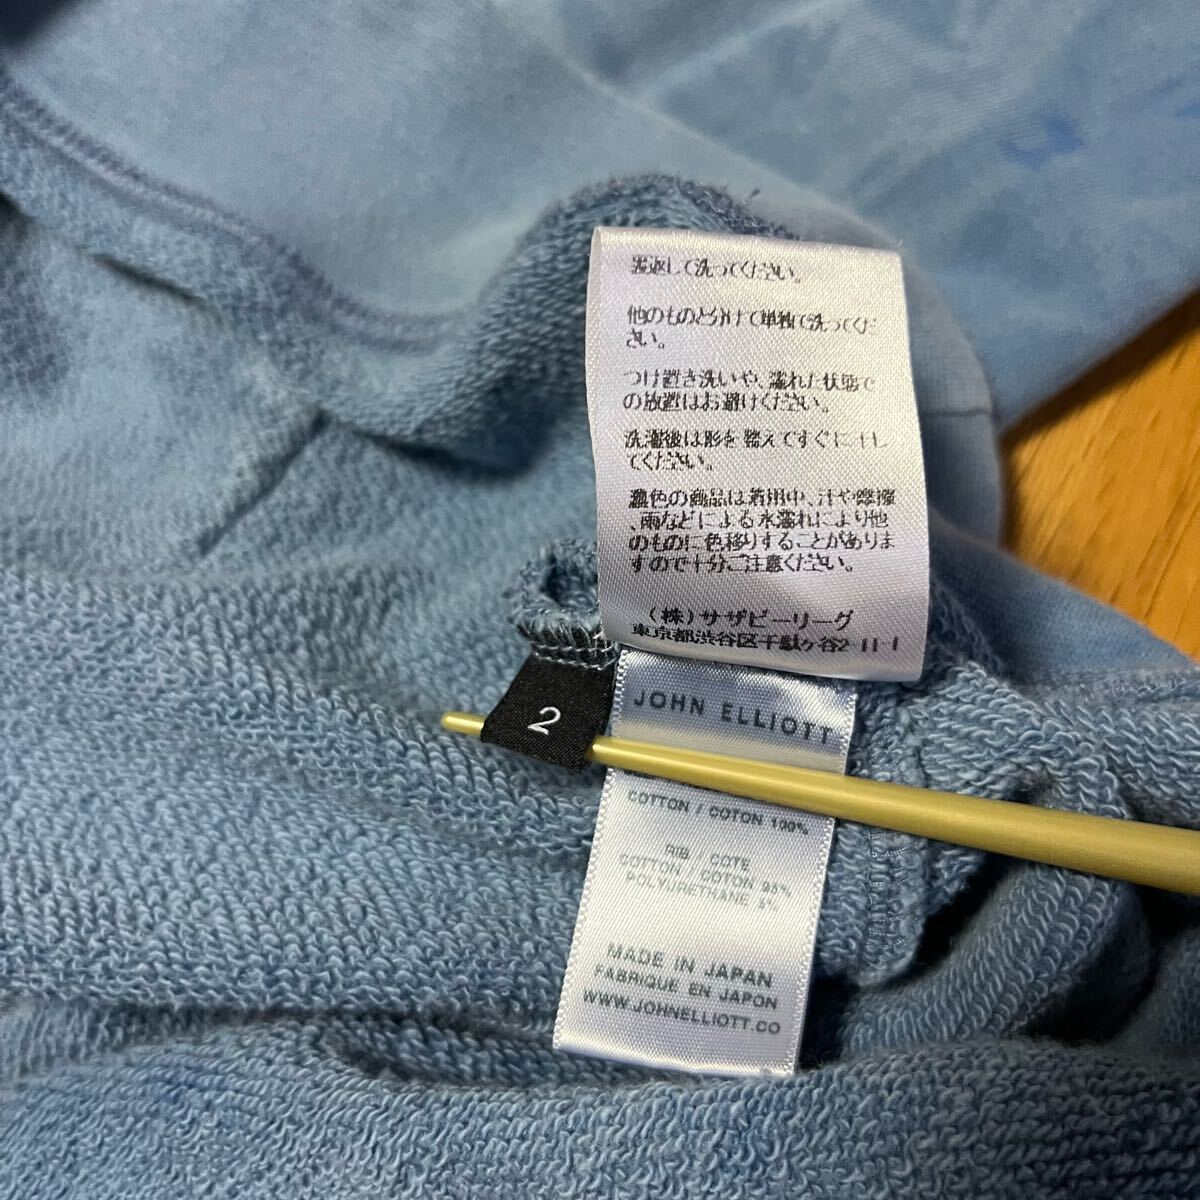 裏返して洗ってください。
他のものと分けて単独で洗ってくだ
さい。
つけ置き洗いや、濡れた状態で
の放置はお避けください。
洗濯後は形を整えてすぐに干し
てください。
濃色の商品は着用中、汗や摩擦
、雨などによる水濡れにより他
のものに色移りすることがありま
すので十分ご注意ください。
(株)サザビーリーグ
東京都渋谷区千駄ヶ谷2-11-1
JOHN ELLIOTT
2
COTTON / COTON 100%
RIB / COTE
COTTON / COTON 95%
POLYURETHANE 5%
MADE IN JAPAN
FABRIQUE EN JAPON
WWW.JOHNELLIOTT.CO